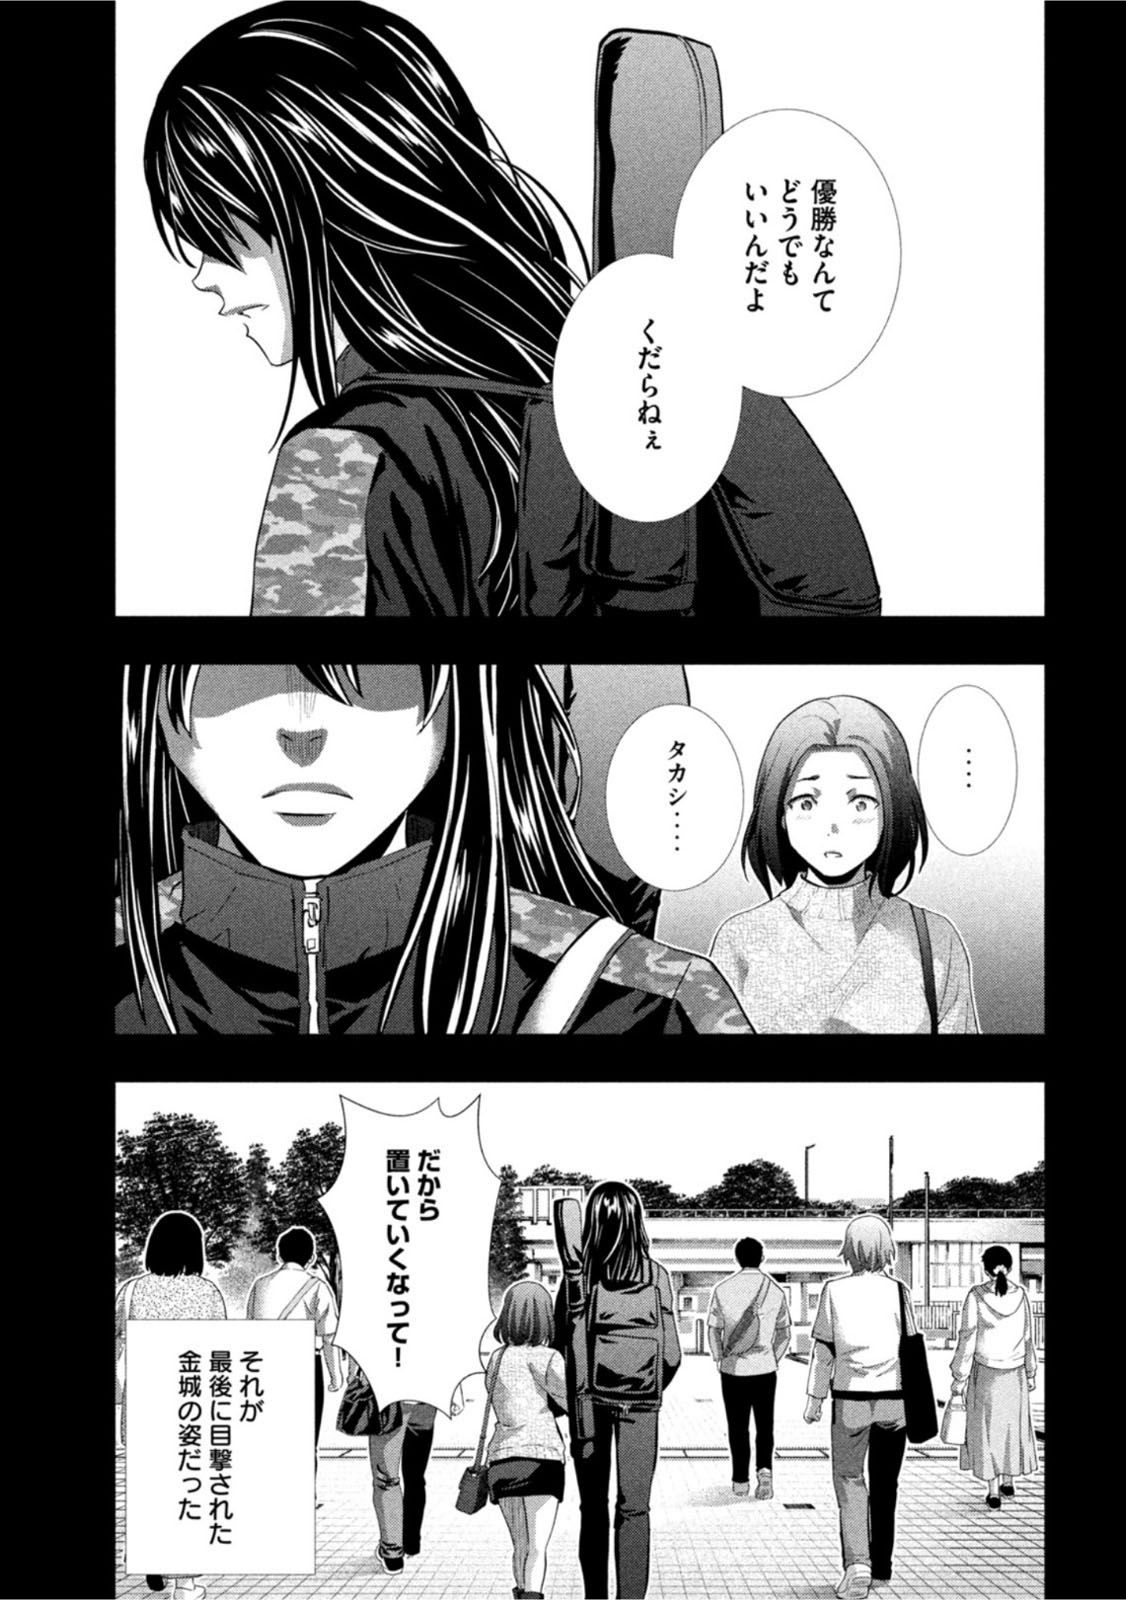 優勝なんて
どうでも
いいんだよ
くだらねぇ
‥‥
タカシ‥‥
だから
置いていくなって！
それが
最後に目撃された
金城の姿だった